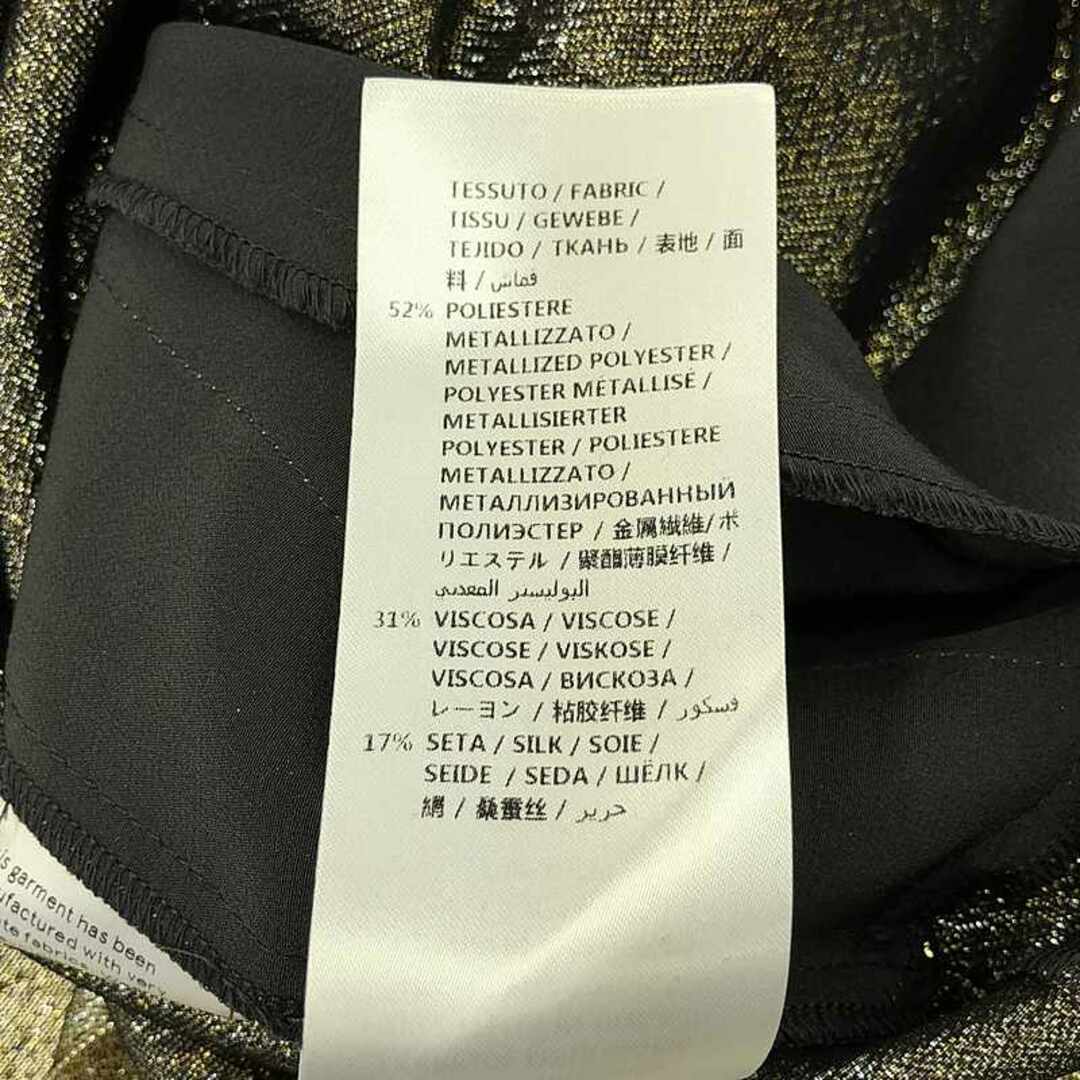 TESSUTO / FABRIC /
TISSU / GEWEBE /
TEJIDO / ТКАНЬ / 表地 / 面
料 / قماش
52% POLIESTERE
METALLIZZATO /
METALLIZED POLYESTER /
POLYESTER MÉTALLISÉ /
METALLISIERTER
POLYESTER / POLIESTERE
METALLIZZATO /
МЕТАЛЛИЗИРОВАННЫЙ
ПОЛИЭСТЕР / 金属繊維/ポ
リエステル / 聚酯薄膜纤维 /
البوليستر المعدني
31% VISCOSA / VISCOSE /
VISCOSE / VISKOSE /
VISCOSA / ВИСКОЗА /
レーヨン / 粘胶纤维 / فسكوز
17% SETA / SILK / SOIE /
SEIDE / SEDA / ШЁЛК /
絹 / 桑蚕丝 / حرير
garment has been
with very